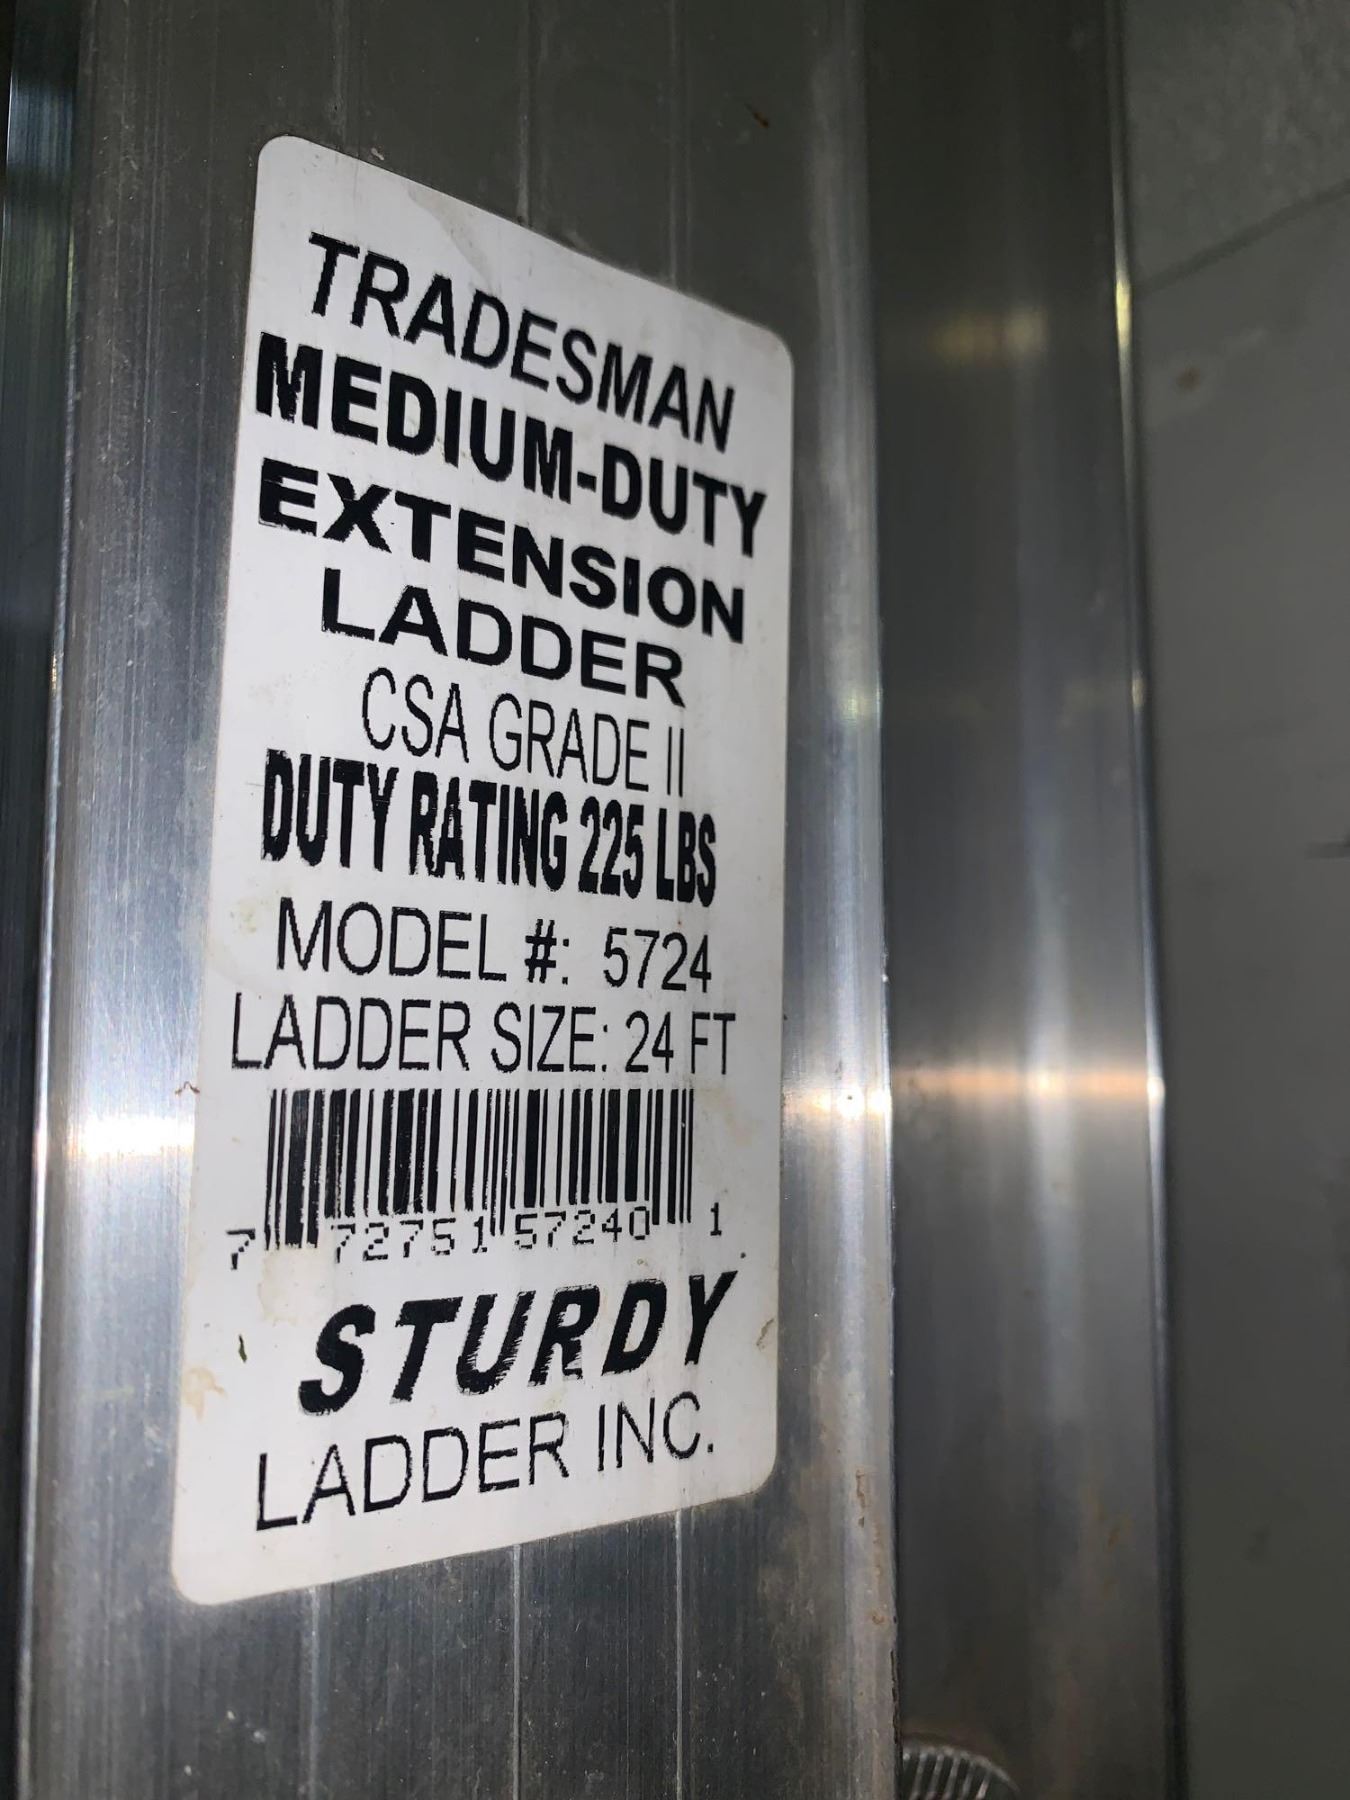 TRADESMAN
MEDIUM-DUTY
EXTENSION
LADDER
CSA GRADE II
DUTY RATING 225 LBS
MODEL #: 5724
LADDER SIZE: 24 FT
7 72751 57240 1
STURDY
LADDER INC.